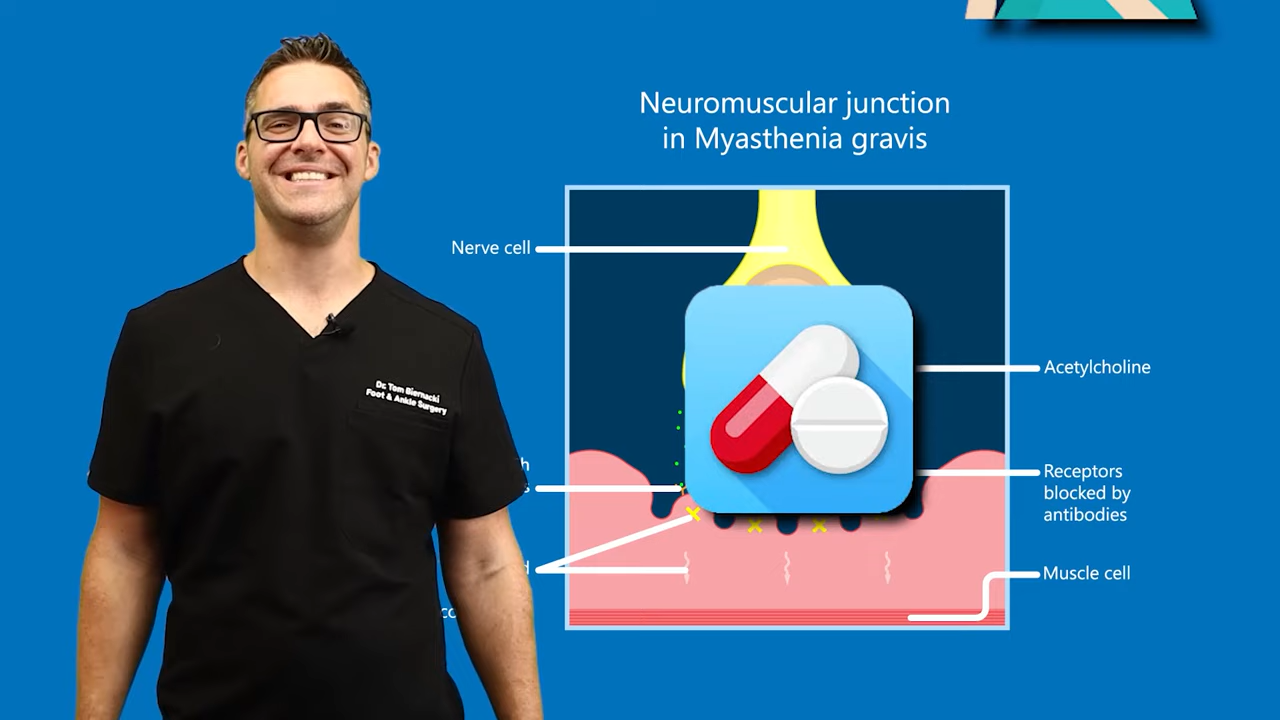 Neuromuscular junction
in Myasthenia gravis
Nerve cell
Acetylcholine
Dr. Tom Biernacki
Foot & Ankle Surgery
Receptors
blocked by
antibodies
Muscle cell